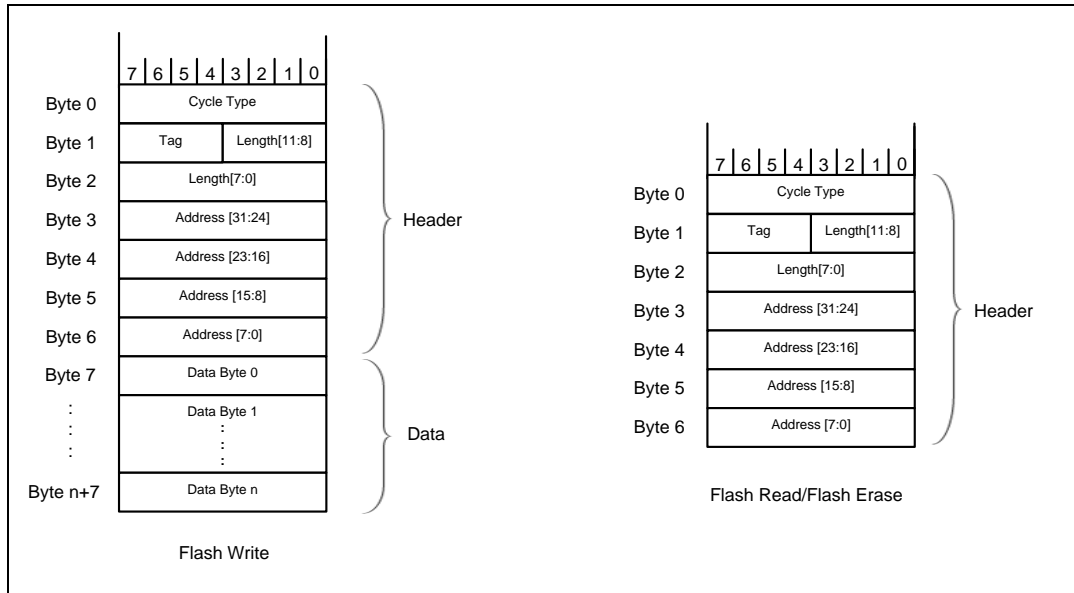 7 6 5 4 3 2 1 0
Byte 0 Cycle Type
Byte 1 Tag Length[11:8]
Byte 2 Length[7:0]
Byte 3 Address [31:24]
Byte 4 Address [23:16]
Byte 5 Address [15:8]
Byte 6 Address [7:0]
Header
Byte 7 Data Byte 0
Data Byte 1
Byte n+7 Data Byte n
Data
Flash Write
7 6 5 4 3 2 1 0
Byte 0 Cycle Type
Byte 1 Tag Length[11:8]
Byte 2 Length[7:0]
Byte 3 Address [31:24]
Byte 4 Address [23:16]
Byte 5 Address [15:8]
Byte 6 Address [7:0]
Header
Flash Read/Flash Erase